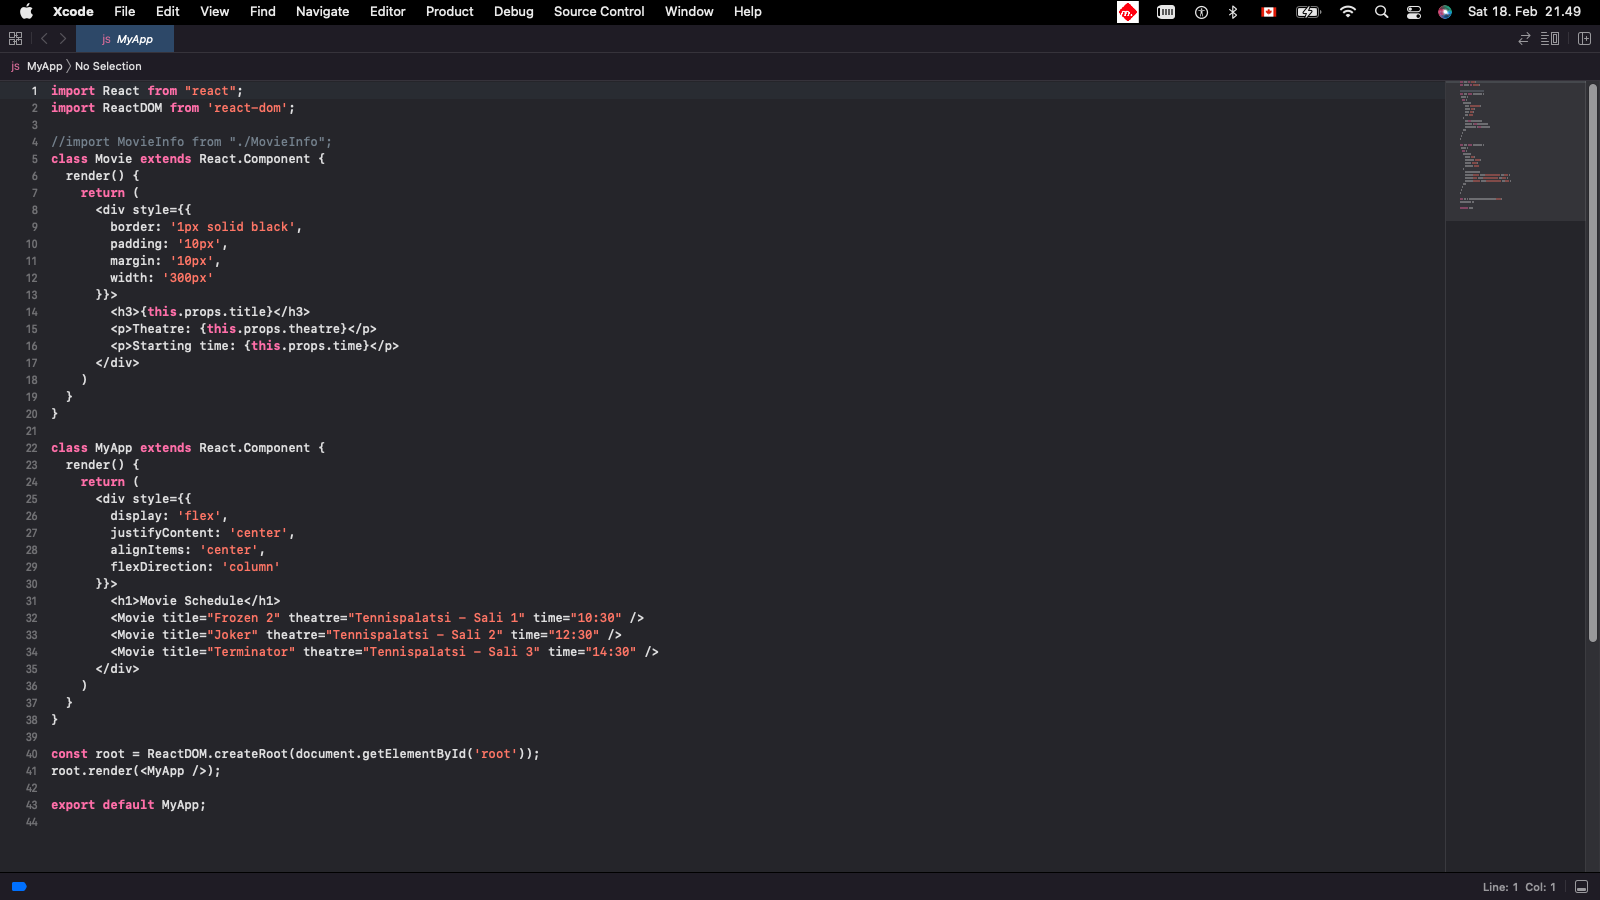 Xcode File Edit View Find Navigate Editor Product Debug Source Control Window Help Sat 18. Feb 21.49
js MyApp
js MyApp No Selection
1 import React from "react";
2 import ReactDOM from 'react-dom';
3
4 //import MovieInfo from "./MovieInfo";
5 class Movie extends React.Component {
6   render() {
7     return (
8       <div style={{
9         border: '1px solid black',
10         padding: '10px',
11         margin: '10px',
12         width: '300px'
13       }}>
14         <h3>{this.props.title}</h3>
15         <p>Theatre: {this.props.theatre}</p>
16         <p>Starting time: {this.props.time}</p>
17       </div>
18     )
19   }
20 }
21
22 class MyApp extends React.Component {
23   render() {
24     return (
25       <div style={{
26         display: 'flex',
27         justifyContent: 'center',
28         alignItems: 'center',
29         flexDirection: 'column'
30       }}>
31         <h1>Movie Schedule</h1>
32         <Movie title="Frozen 2" theatre="Tennispalatsi – Sali 1" time="10:30" />
33         <Movie title="Joker" theatre="Tennispalatsi – Sali 2" time="12:30" />
34         <Movie title="Terminator" theatre="Tennispalatsi – Sali 3" time="14:30" />
35       </div>
36     )
37   }
38 }
39
40 const root = ReactDOM.createRoot(document.getElementById('root'));
41 root.render(<MyApp />);
42
43 export default MyApp;
44
Line: 1 Col: 1